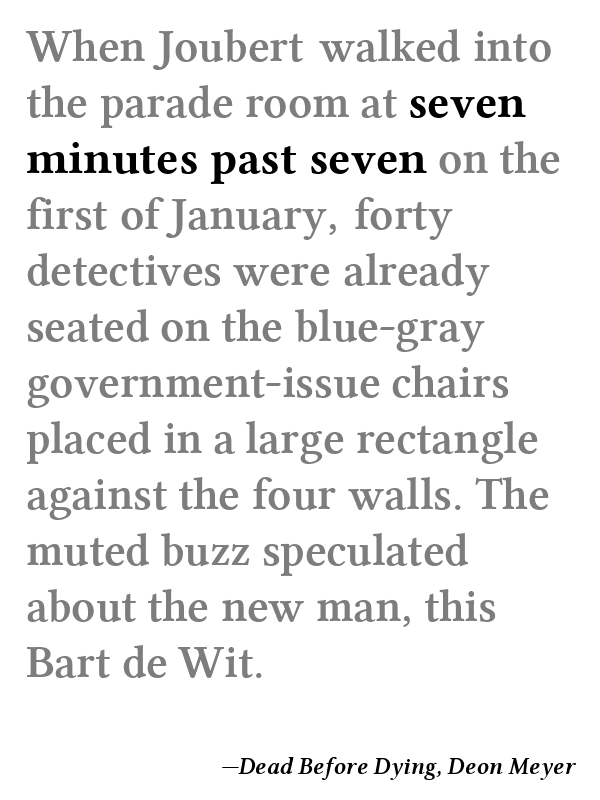 When Joubert walked into
the parade room at seven
minutes past seven on the
first of January, forty
detectives were already
seated on the blue-gray
government-issue chairs
placed in a large rectangle
against the four walls. The
muted buzz speculated
about the new man, this
Bart de Wit.
—Dead Before Dying, Deon Meyer